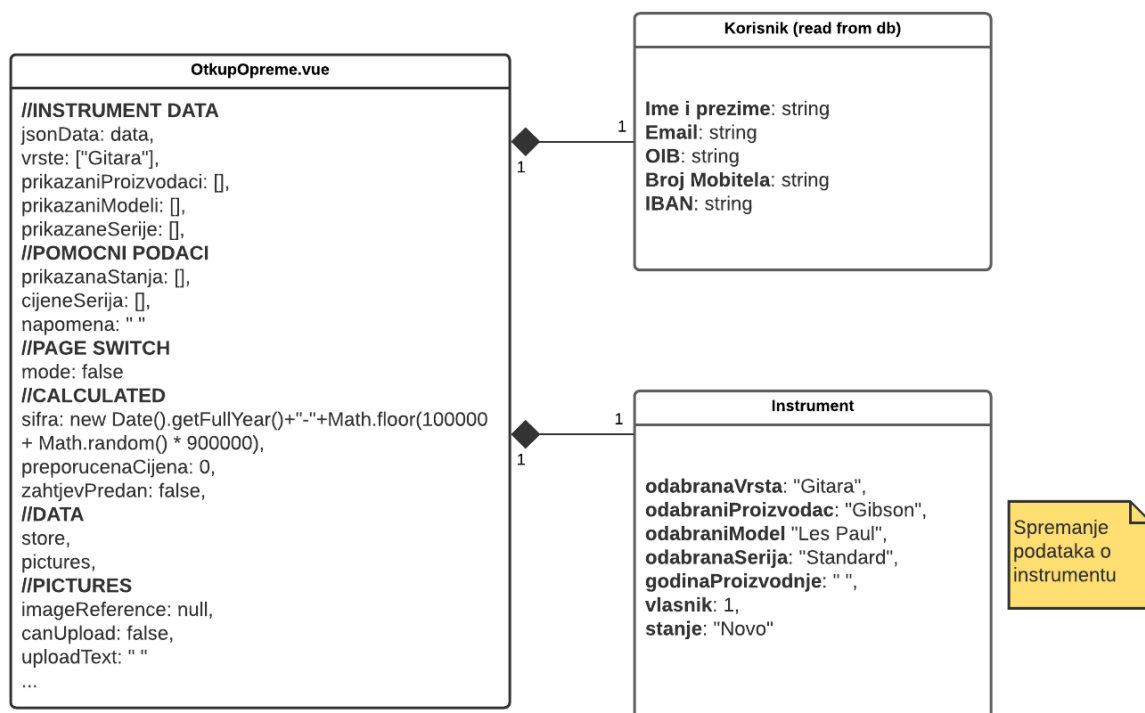 OtkupOpreme.vue
//INSTRUMENT DATA
jsonData: data,
vrste: ["Gitara"],
prikazaniProizvodaci: [],
prikazaniModeli: [],
prikazaneSerije: [],
//POMOCNI PODACI
prikazanaStanja: [],
cijeneSerija: [],
napomena: " "
//PAGE SWITCH
mode: false
//CALCULATED
sifra: new Date().getFullYear()+"-"+Math.floor(100000
+ Math.random() * 900000),
preporucenaCijena: 0,
zahtjevPredan: false,
//DATA
store,
pictures,
//PICTURES
imageReference: null,
canUpload: false,
uploadText: " "
...
1
1
1
1
Korisnik (read from db)
Ime i prezime: string
Email: string
OIB: string
Broj Mobitela: string
IBAN: string
Instrument
odabranaVrsta: "Gitara",
odabraniProizvodac: "Gibson",
odabraniModel "Les Paul",
odabranaSerija: "Standard",
godinaProizvodnje: " ",
vlasnik: 1,
stanje: "Novo"
Spremanje
podataka o
instrumentu